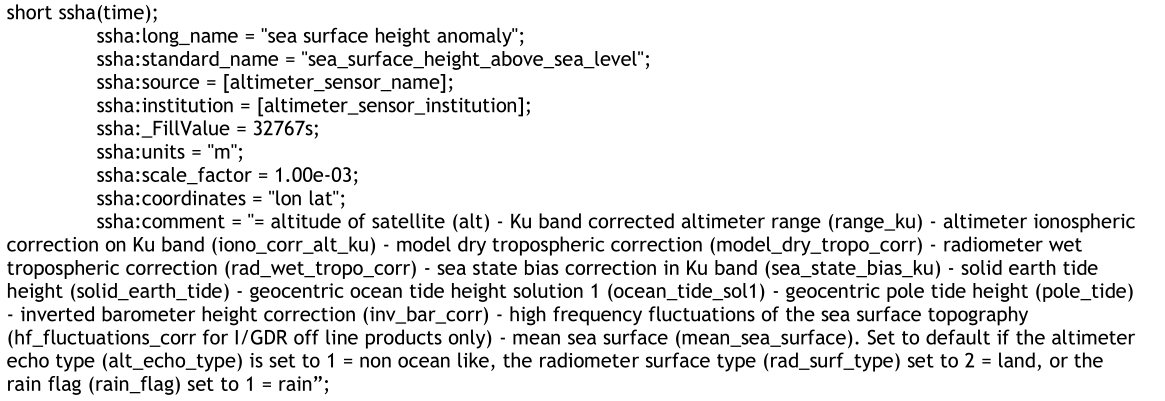 short ssha(time);
ssha:long_name = "sea surface height anomaly";
ssha:standard_name = "sea_surface_height_above_sea_level";
ssha:source = [altimeter_sensor_name];
ssha:institution = [altimeter_sensor_institution];
ssha:_FillValue = 32767s;
ssha:units = "m";
ssha:scale_factor = 1.00e-03;
ssha:coordinates = "lon lat";
ssha:comment = "= altitude of satellite (alt) - Ku band corrected altimeter range (range_ku) - altimeter ionospheric
correction on Ku band (iono_corr_alt_ku) - model dry tropospheric correction (model_dry_tropo_corr) - radiometer wet
tropospheric correction (rad_wet_tropo_corr) - sea state bias correction in Ku band (sea_state_bias_ku) - solid earth tide
height (solid_earth_tide) - geocentric ocean tide height solution 1 (ocean_tide_sol1) - geocentric pole tide height (pole_tide)
- inverted barometer height correction (inv_bar_corr) - high frequency fluctuations of the sea surface topography
(hf_fluctuations_corr for I/GDR off line products only) - mean sea surface (mean_sea_surface). Set to default if the altimeter
echo type (alt_echo_type) is set to 1 = non ocean like, the radiometer surface type (rad_surf_type) set to 2 = land, or the
rain flag (rain_flag) set to 1 = rain”;